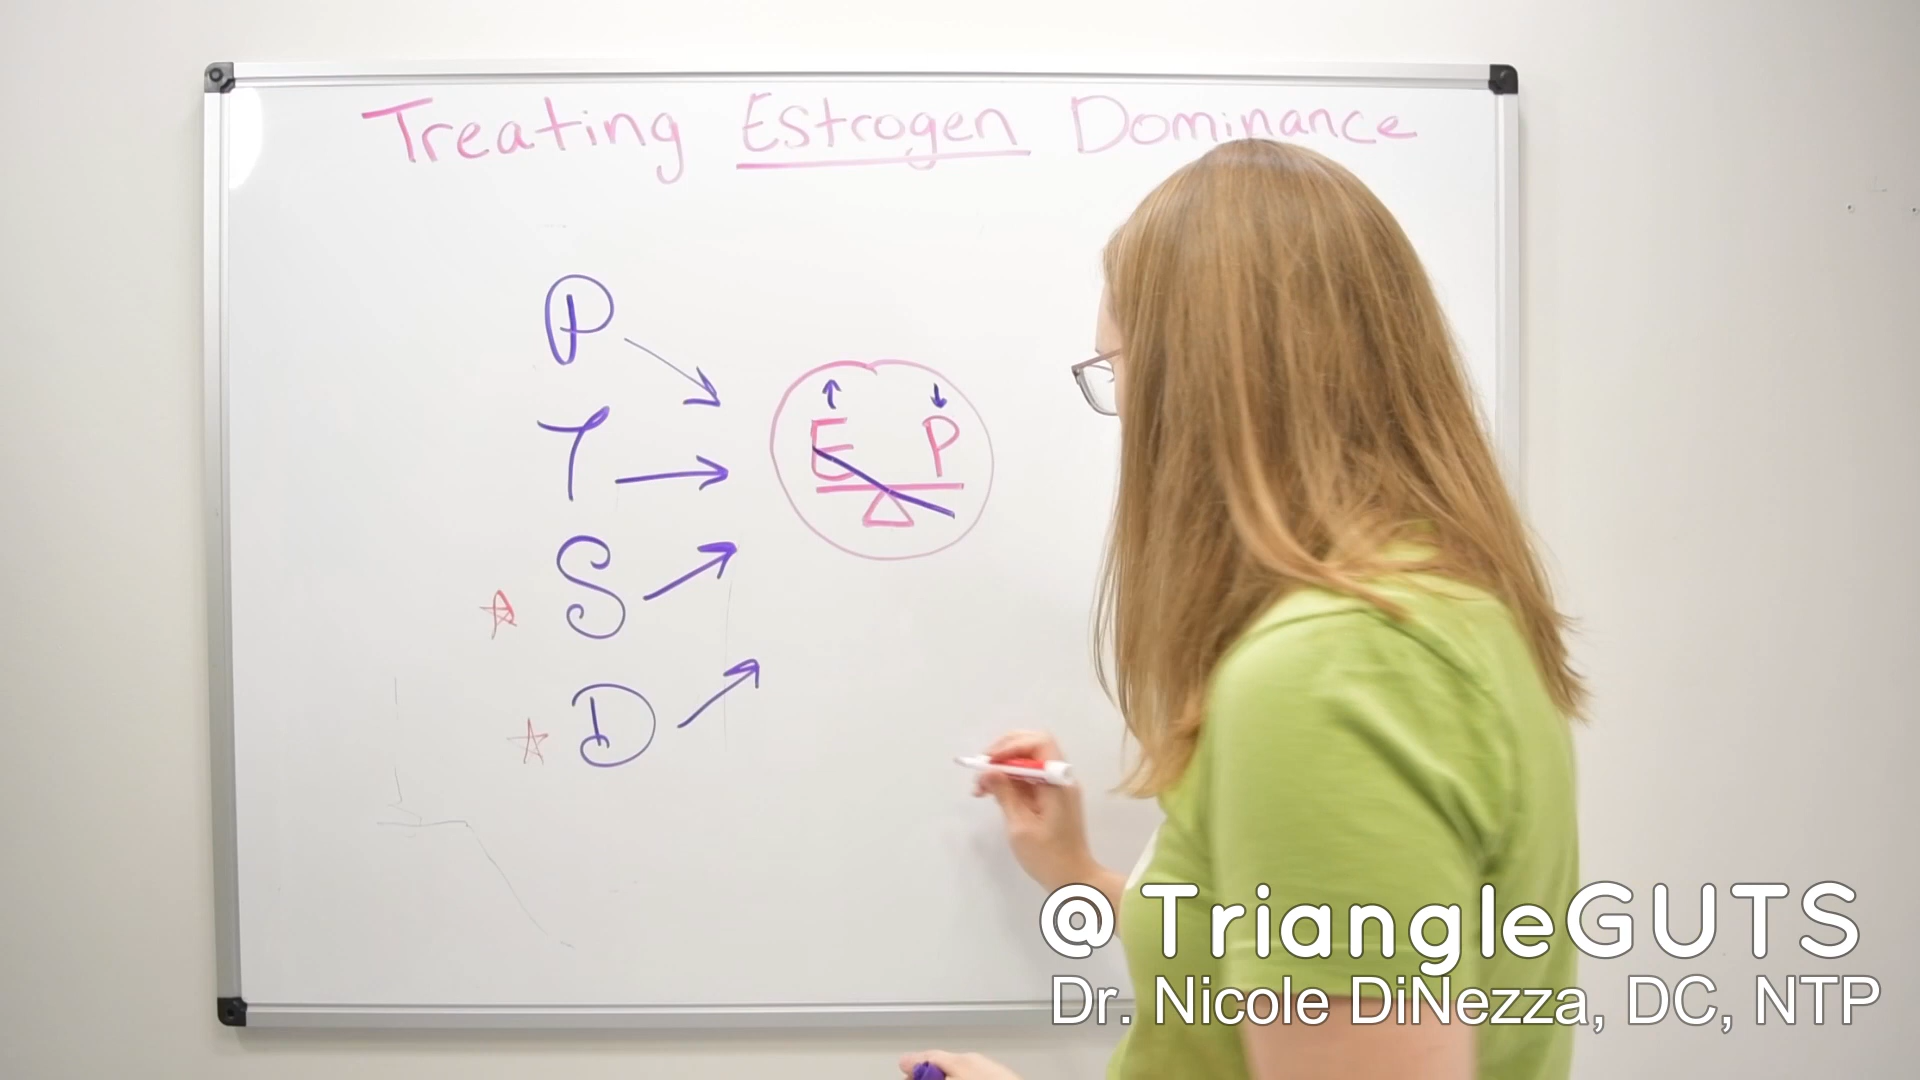 Treating Estrogen Dominance
P
T
E P
S
D
@TriangleGUTS
Dr. Nicole DiNezza, DC, NTP